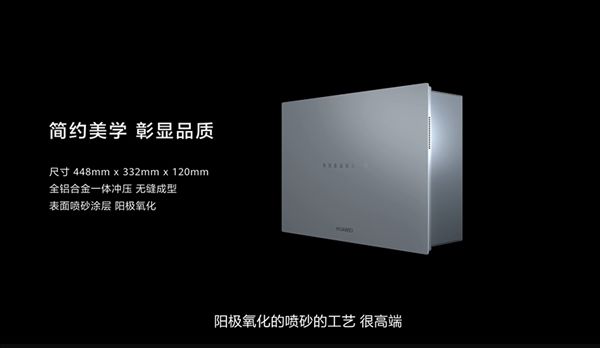 简约美学 彰显品质
尺寸 448mm x 332mm x 120mm
全铝合金一体冲压 无缝成型
表面喷砂涂层 阳极氧化
HUAWEI
阳极氧化的喷砂的工艺 很高端